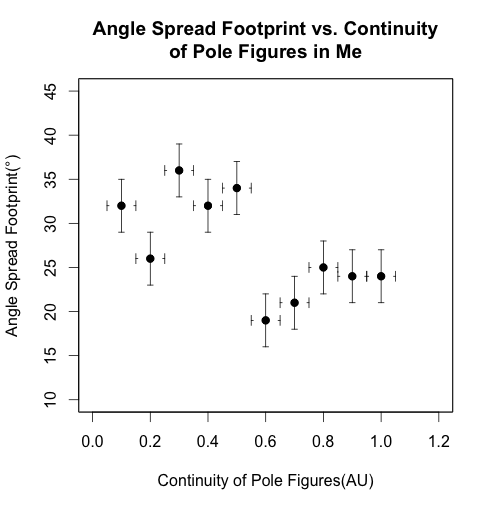 Angle Spread Footprint vs. Continuity
of Pole Figures in Me
Angle Spread Footprint(°)
45
40
35
30
25
20
15
10
0.0 0.2 0.4 0.6 0.8 1.0 1.2
Continuity of Pole Figures(AU)